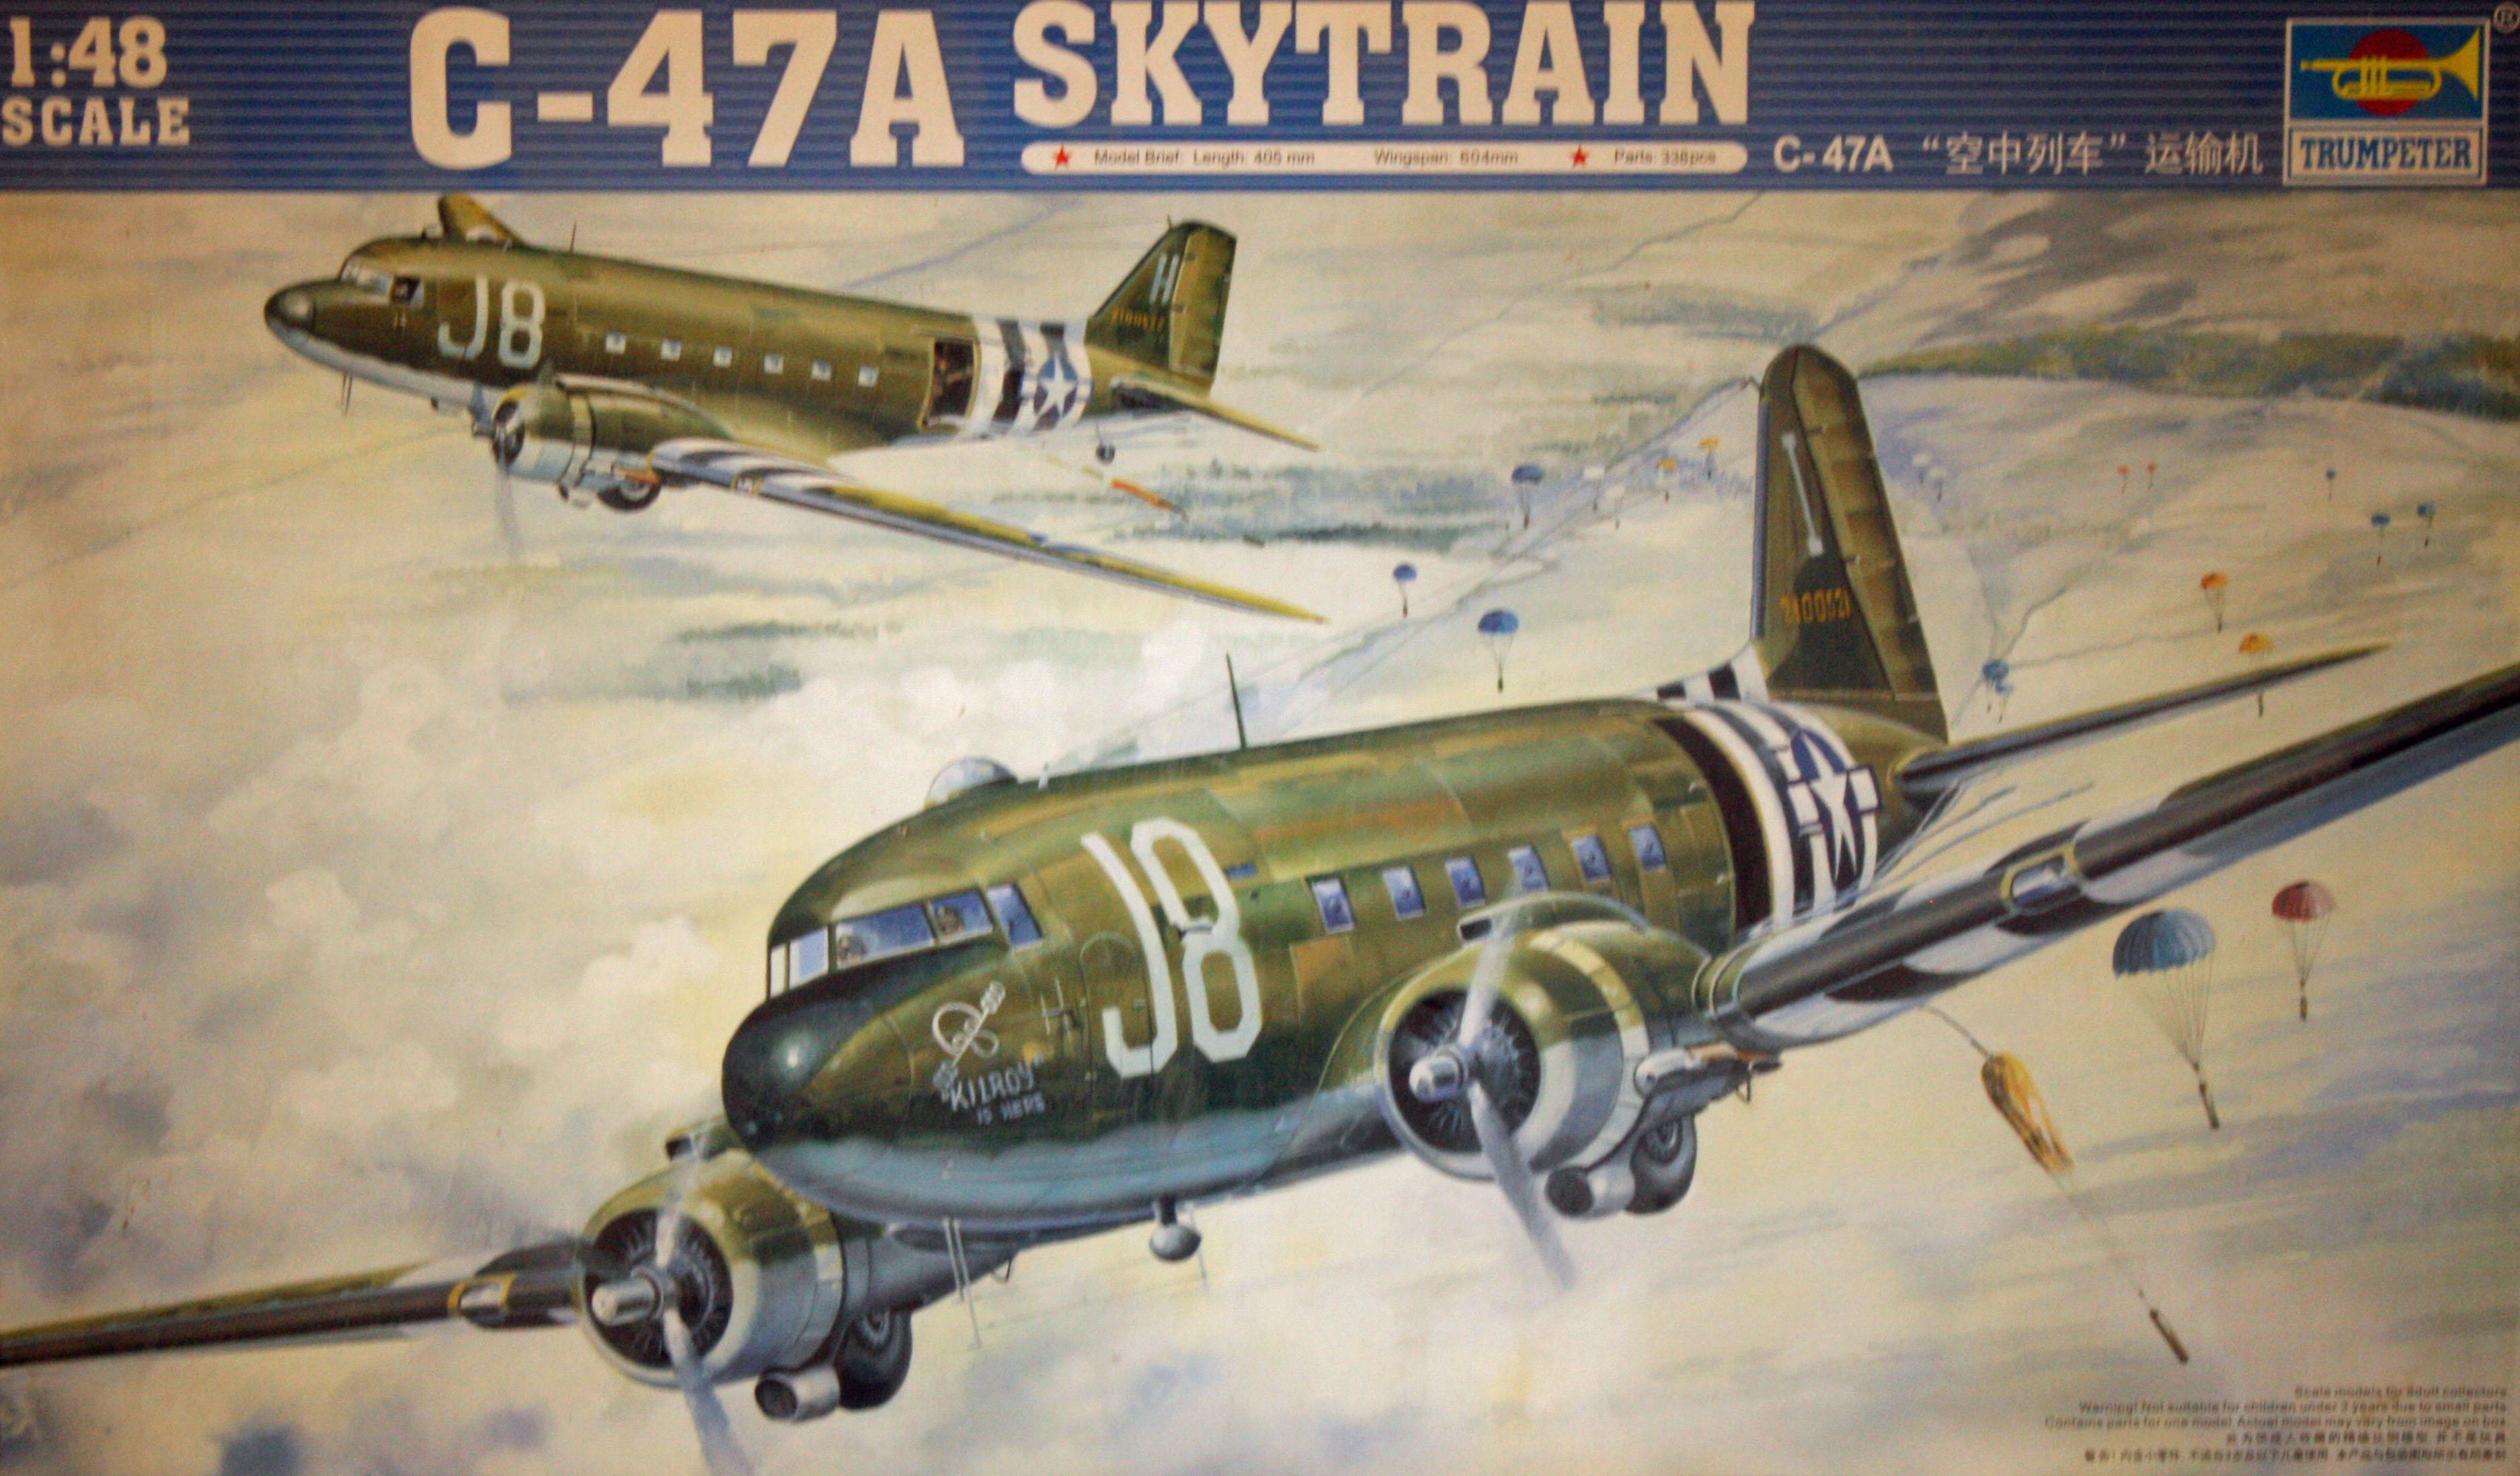 1:48
SCALE
C-47A SKYTRAIN
★ Model Brief: Length: 405 mm Wingspan: 604mm ★ Parts: 338pcs
C-47A “空中列车” 运输机
®
TRUMPETER
J8
H
J8
"KILROY"
IS HERE
Scale models for adult collectors
Warning! Not suitable for children under 3 years due to small parts
Contains parts for one model. Actual model may vary from image on box